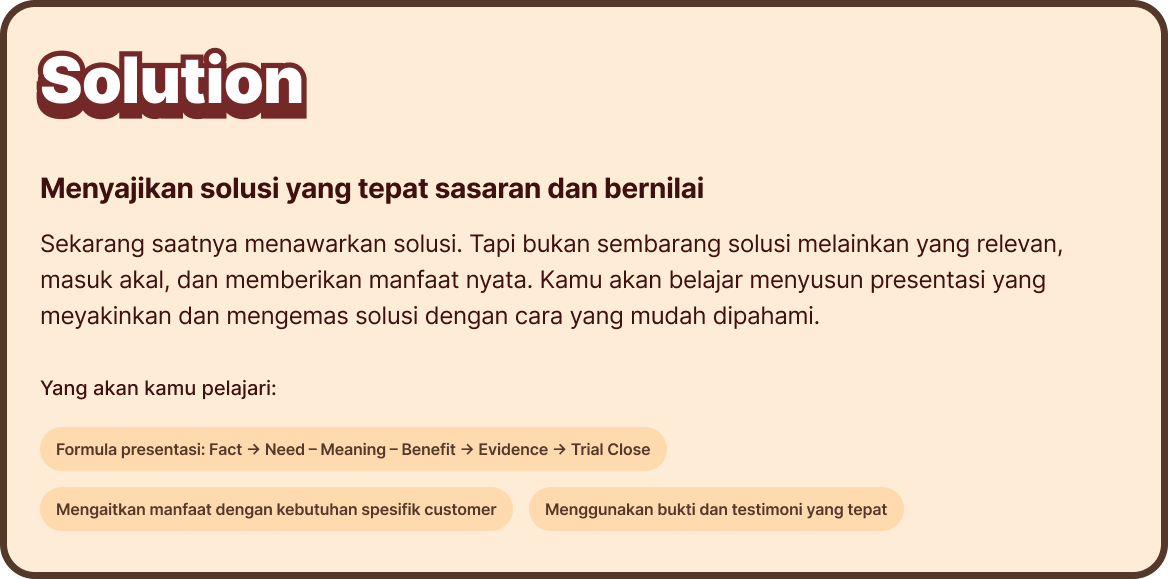 Solution
Menyajikan solusi yang tepat sasaran dan bernilai
Sekarang saatnya menawarkan solusi. Tapi bukan sembarang solusi melainkan yang relevan,
masuk akal, dan memberikan manfaat nyata. Kamu akan belajar menyusun presentasi yang
meyakinkan dan mengemas solusi dengan cara yang mudah dipahami.
Yang akan kamu pelajari:
Formula presentasi: Fact → Need – Meaning – Benefit → Evidence → Trial Close
Mengaitkan manfaat dengan kebutuhan spesifik customer
Menggunakan bukti dan testimoni yang tepat